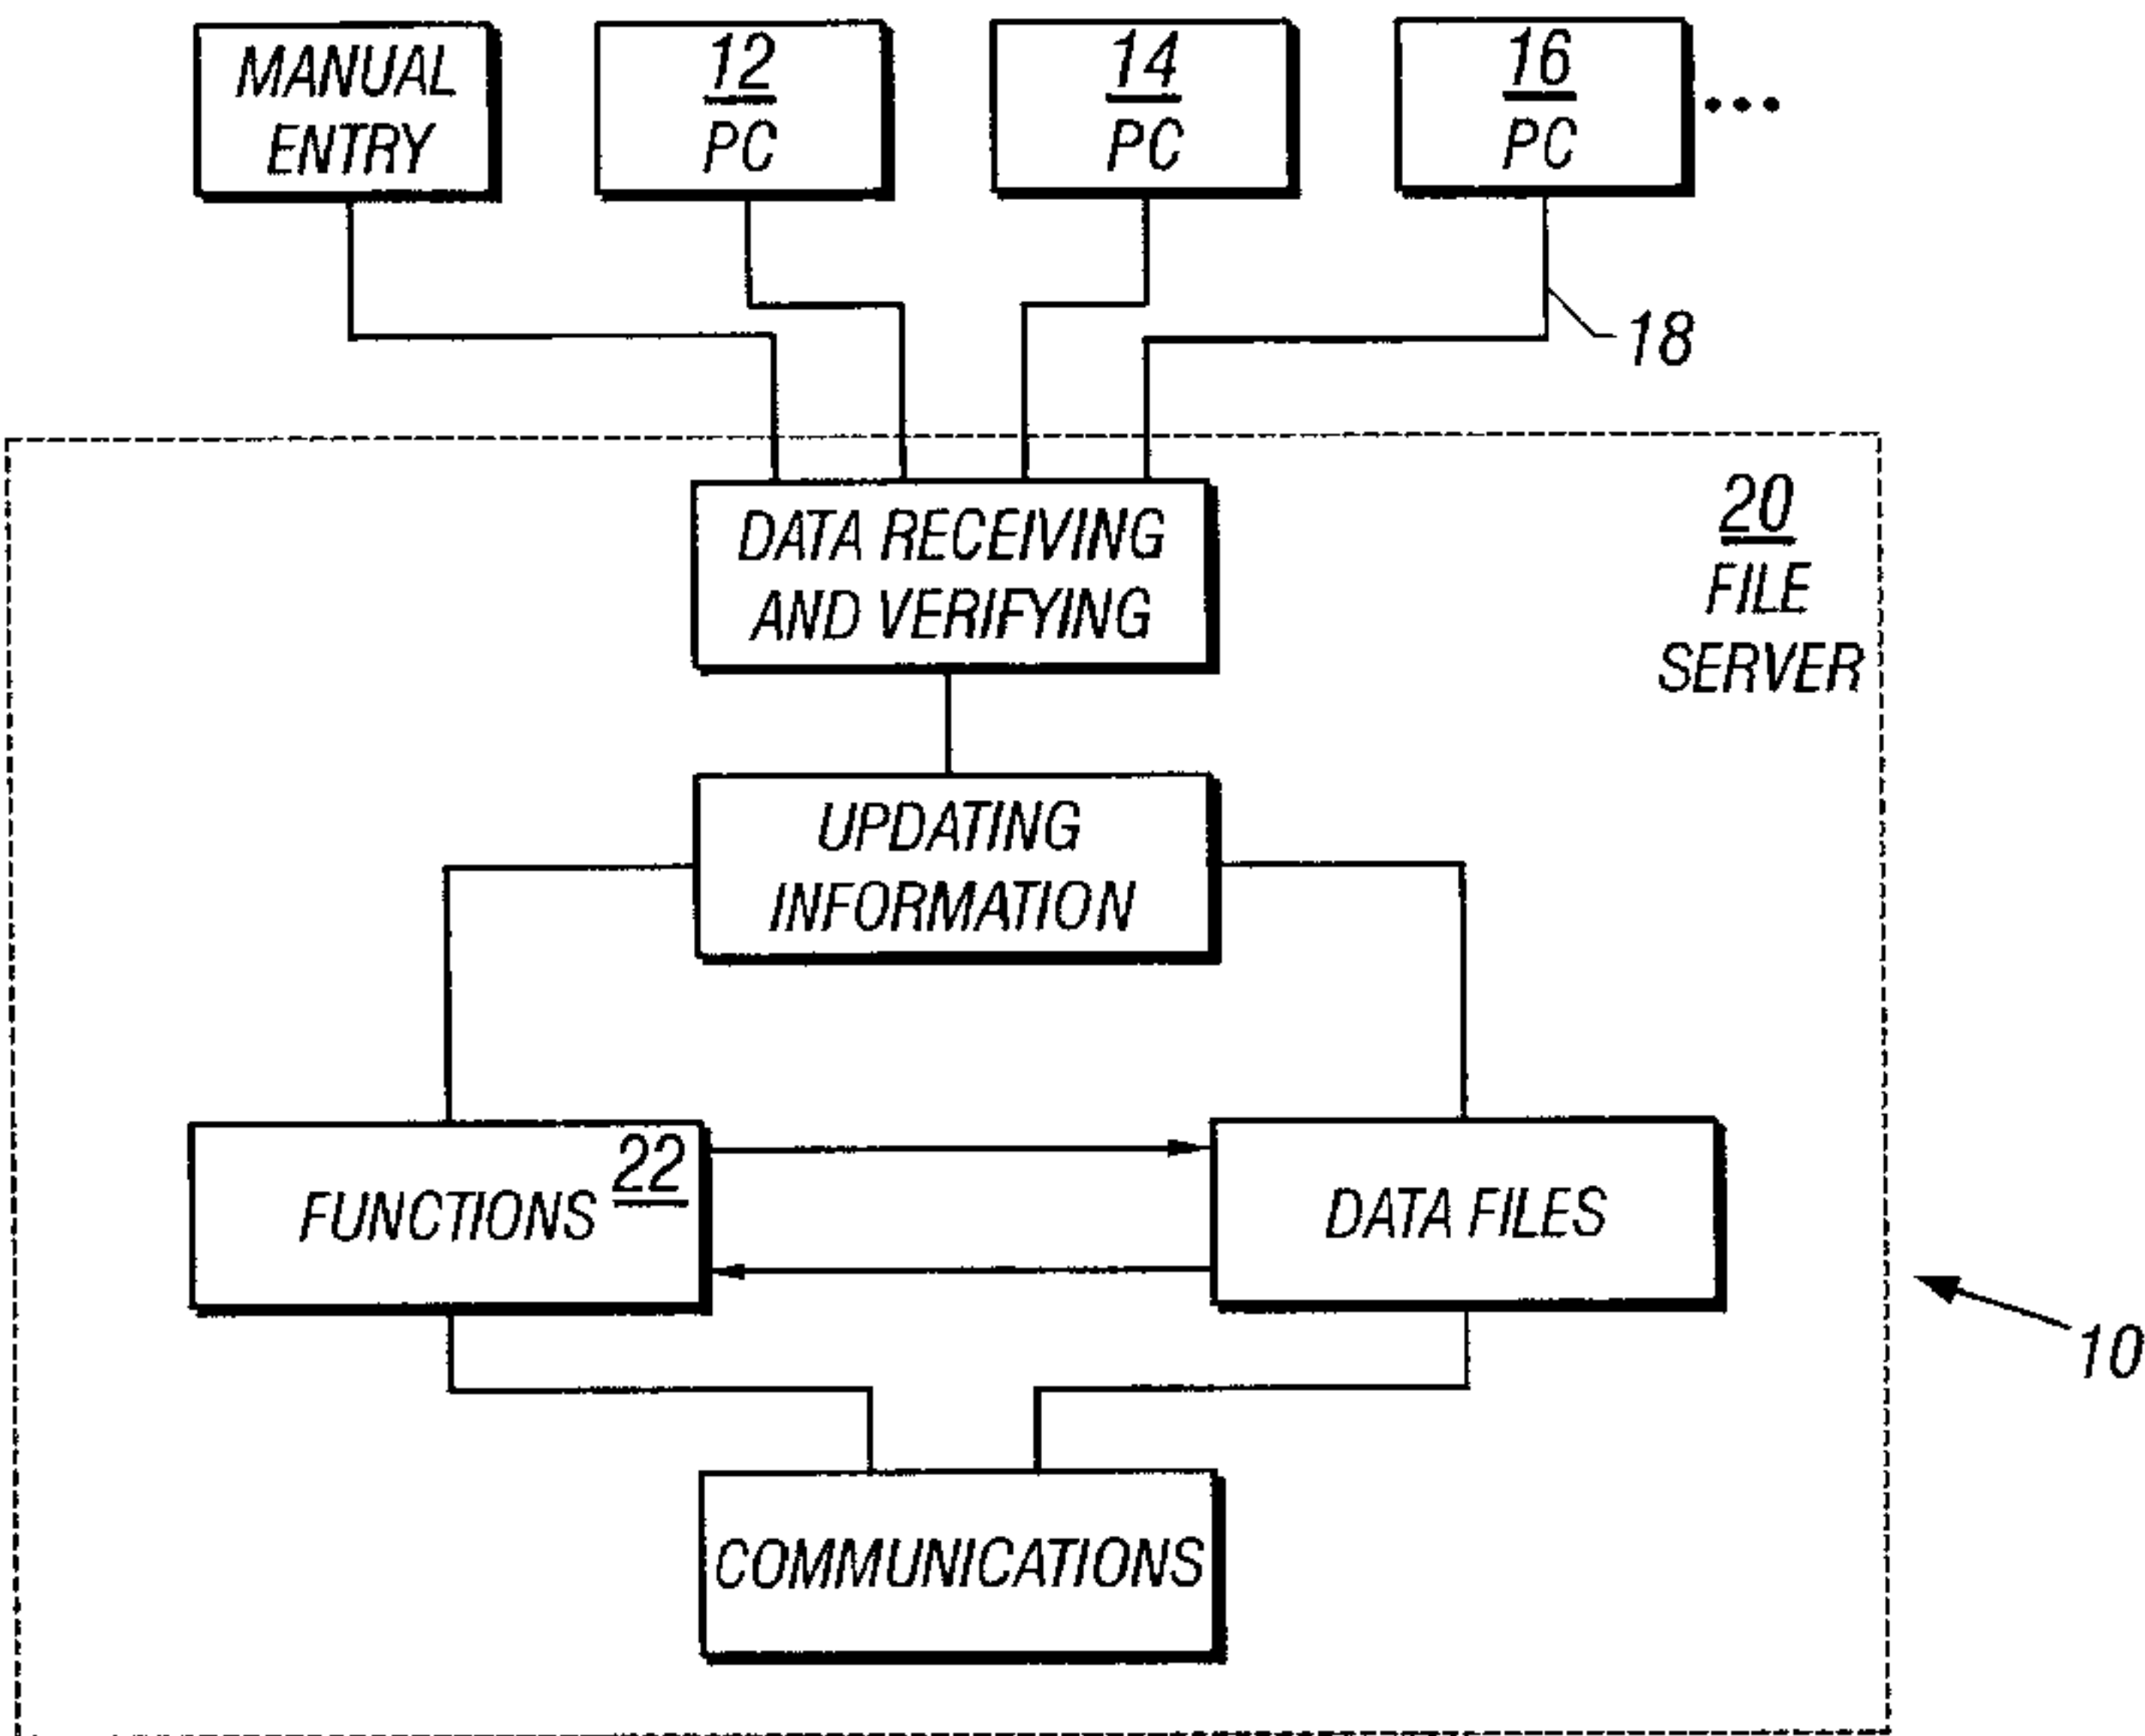 MANUAL
ENTRY
12
PC
14
PC
16
PC
...
18
DATA RECEIVING
AND VERIFYING
20
FILE
SERVER
UPDATING
INFORMATION
22
FUNCTIONS
DATA FILES
10
COMMUNICATIONS